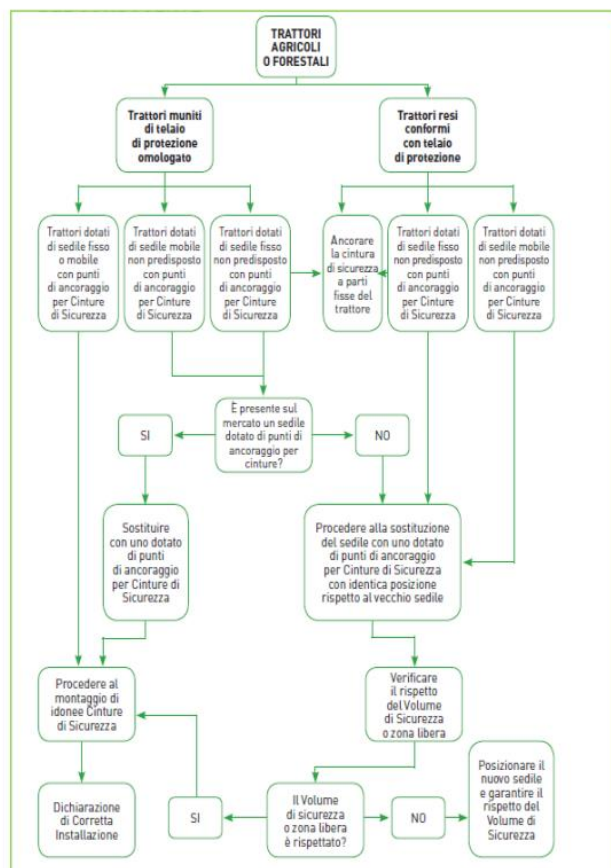 TRATTORI
AGRICOLI
O FORESTALI
Trattori muniti
di telaio
di protezione
omologato
Trattori resi
conformi
con telaio
di protezione
Trattori dotati
di sedile fisso
o mobile
con punti
di ancoraggio
per Cinture
di Sicurezza
Trattori dotati
di sedile mobile
non predisposto
con punti
di ancoraggio
per Cinture
di Sicurezza
Trattori dotati
di sedile fisso
non predisposto
con punti
di ancoraggio
per Cinture
di Sicurezza
Ancorare
la cintura
di sicurezza
a parti
fisse del
trattore
Trattori dotati
di sedile fisso
non predisposto
con punti
di ancoraggio
per Cinture
di Sicurezza
Trattori dotati
di sedile mobile
non predisposto
con punti
di ancoraggio
per Cinture
di Sicurezza
SI
È presente sul
mercato un sedile
dotato di punti di
ancoraggio per
cinture?
NO
Sostituire
con uno dotato
di punti
di ancoraggio
per Cinture di
Sicurezza
Procedere alla sostituzione
del sedile con uno dotato
di punti di ancoraggio
per Cinture di Sicurezza
con identica posizione
rispetto al vecchio sedile
Procedere al
montaggio di
idonee Cinture
di Sicurezza
Verificare
il rispetto
del Volume
di Sicurezza
o zona libera
Dichiarazione
di Corretta
Installazione
SI
Il Volume
di sicurezza
o zona libera
è rispettato?
NO
Posizionare il
nuovo sedile
e garantire il
rispetto del
Volume di
Sicurezza